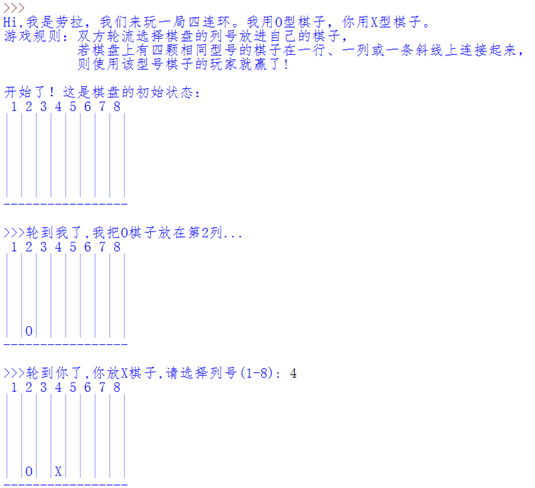 >>>
Hi,我是劳拉，我们来玩一局四连环。我用O型棋子，你用X型棋子。
游戏规则：双方轮流选择棋盘的列号放进自己的棋子，
若棋盘上有四颗相同型号的棋子在一行、一列或一条斜线上连接起来，
则使用该型号棋子的玩家就赢了!
开始了！这是棋盘的初始状态：
 1 2 3 4 5 6 7 8
| | | | | | | | |
| | | | | | | | |
| | | | | | | | |
| | | | | | | | |
| | | | | | | | |
| | | | | | | | |
-----------------
>>>轮到我了,我把O棋子放在第2列...
 1 2 3 4 5 6 7 8
| | | | | | | | |
| | | | | | | | |
| | | | | | | | |
| | | | | | | | |
| | | | | | | | |
| |O| | | | | | |
-----------------
>>>轮到你了,你放X棋子,请选择列号(1-8): 4
 1 2 3 4 5 6 7 8
| | | | | | | | |
| | | | | | | | |
| | | | | | | | |
| | | | | | | | |
| | | | | | | | |
| |O| |X| | | | |
-----------------